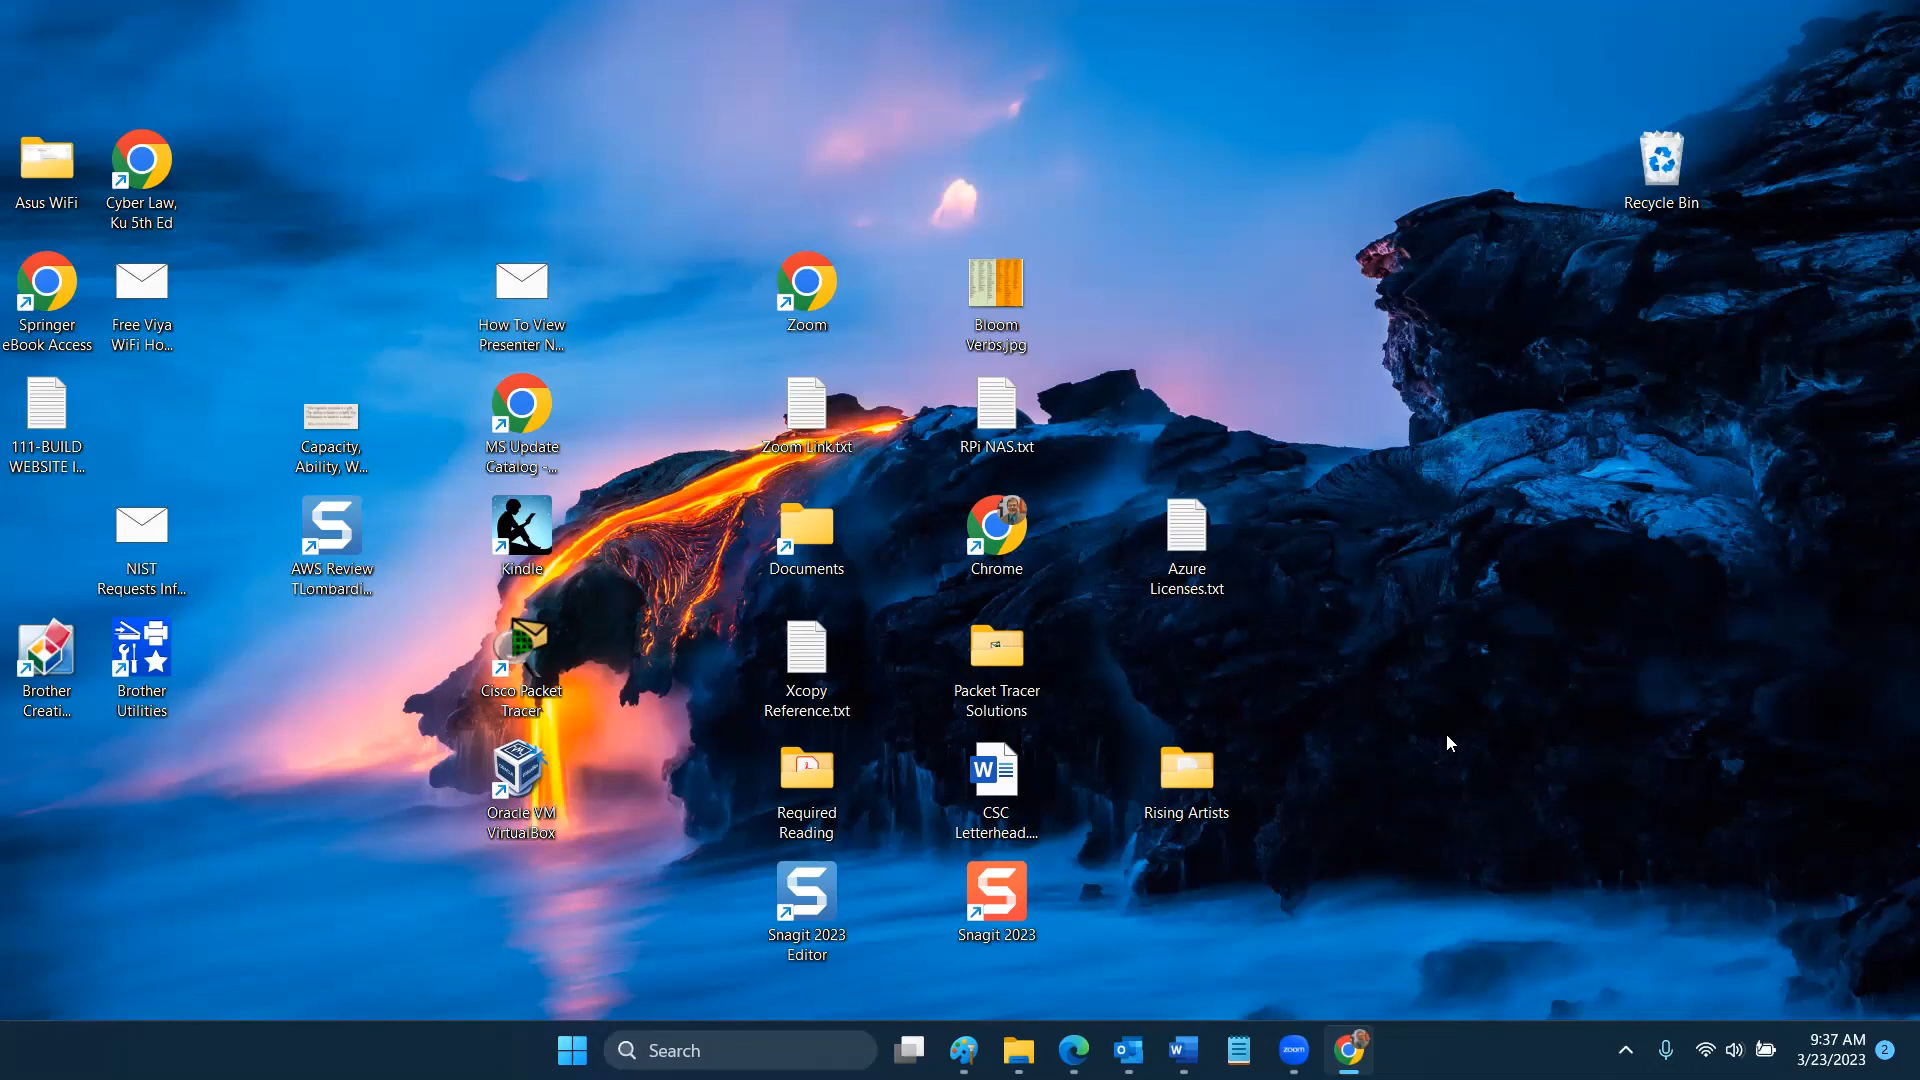 Asus WiFi
Cyber Law,
Ku 5th Ed
Recycle Bin
Springer
eBook Access
Free Viya
WiFi Ho...
How To View
Presenter N...
Zoom
Bloom
Verbs.jpg
111-BUILD
WEBSITE I...
Capacity,
Ability, W...
MS Update
Catalog -...
Zoom Link.txt
RPi NAS.txt
NIST
Requests Inf...
AWS Review
TLombardi...
Kindle
Documents
Chrome
Azure
Licenses.txt
Brother
Creati...
Brother
Utilities
Cisco Packet
Tracer
Xcopy
Reference.txt
Packet Tracer
Solutions
Oracle VM
VirtualBox
Required
Reading
CSC
Letterhead....
Rising Artists
Snagit 2023
Editor
Snagit 2023
Search
zoom
9:37 AM
3/23/2023
2